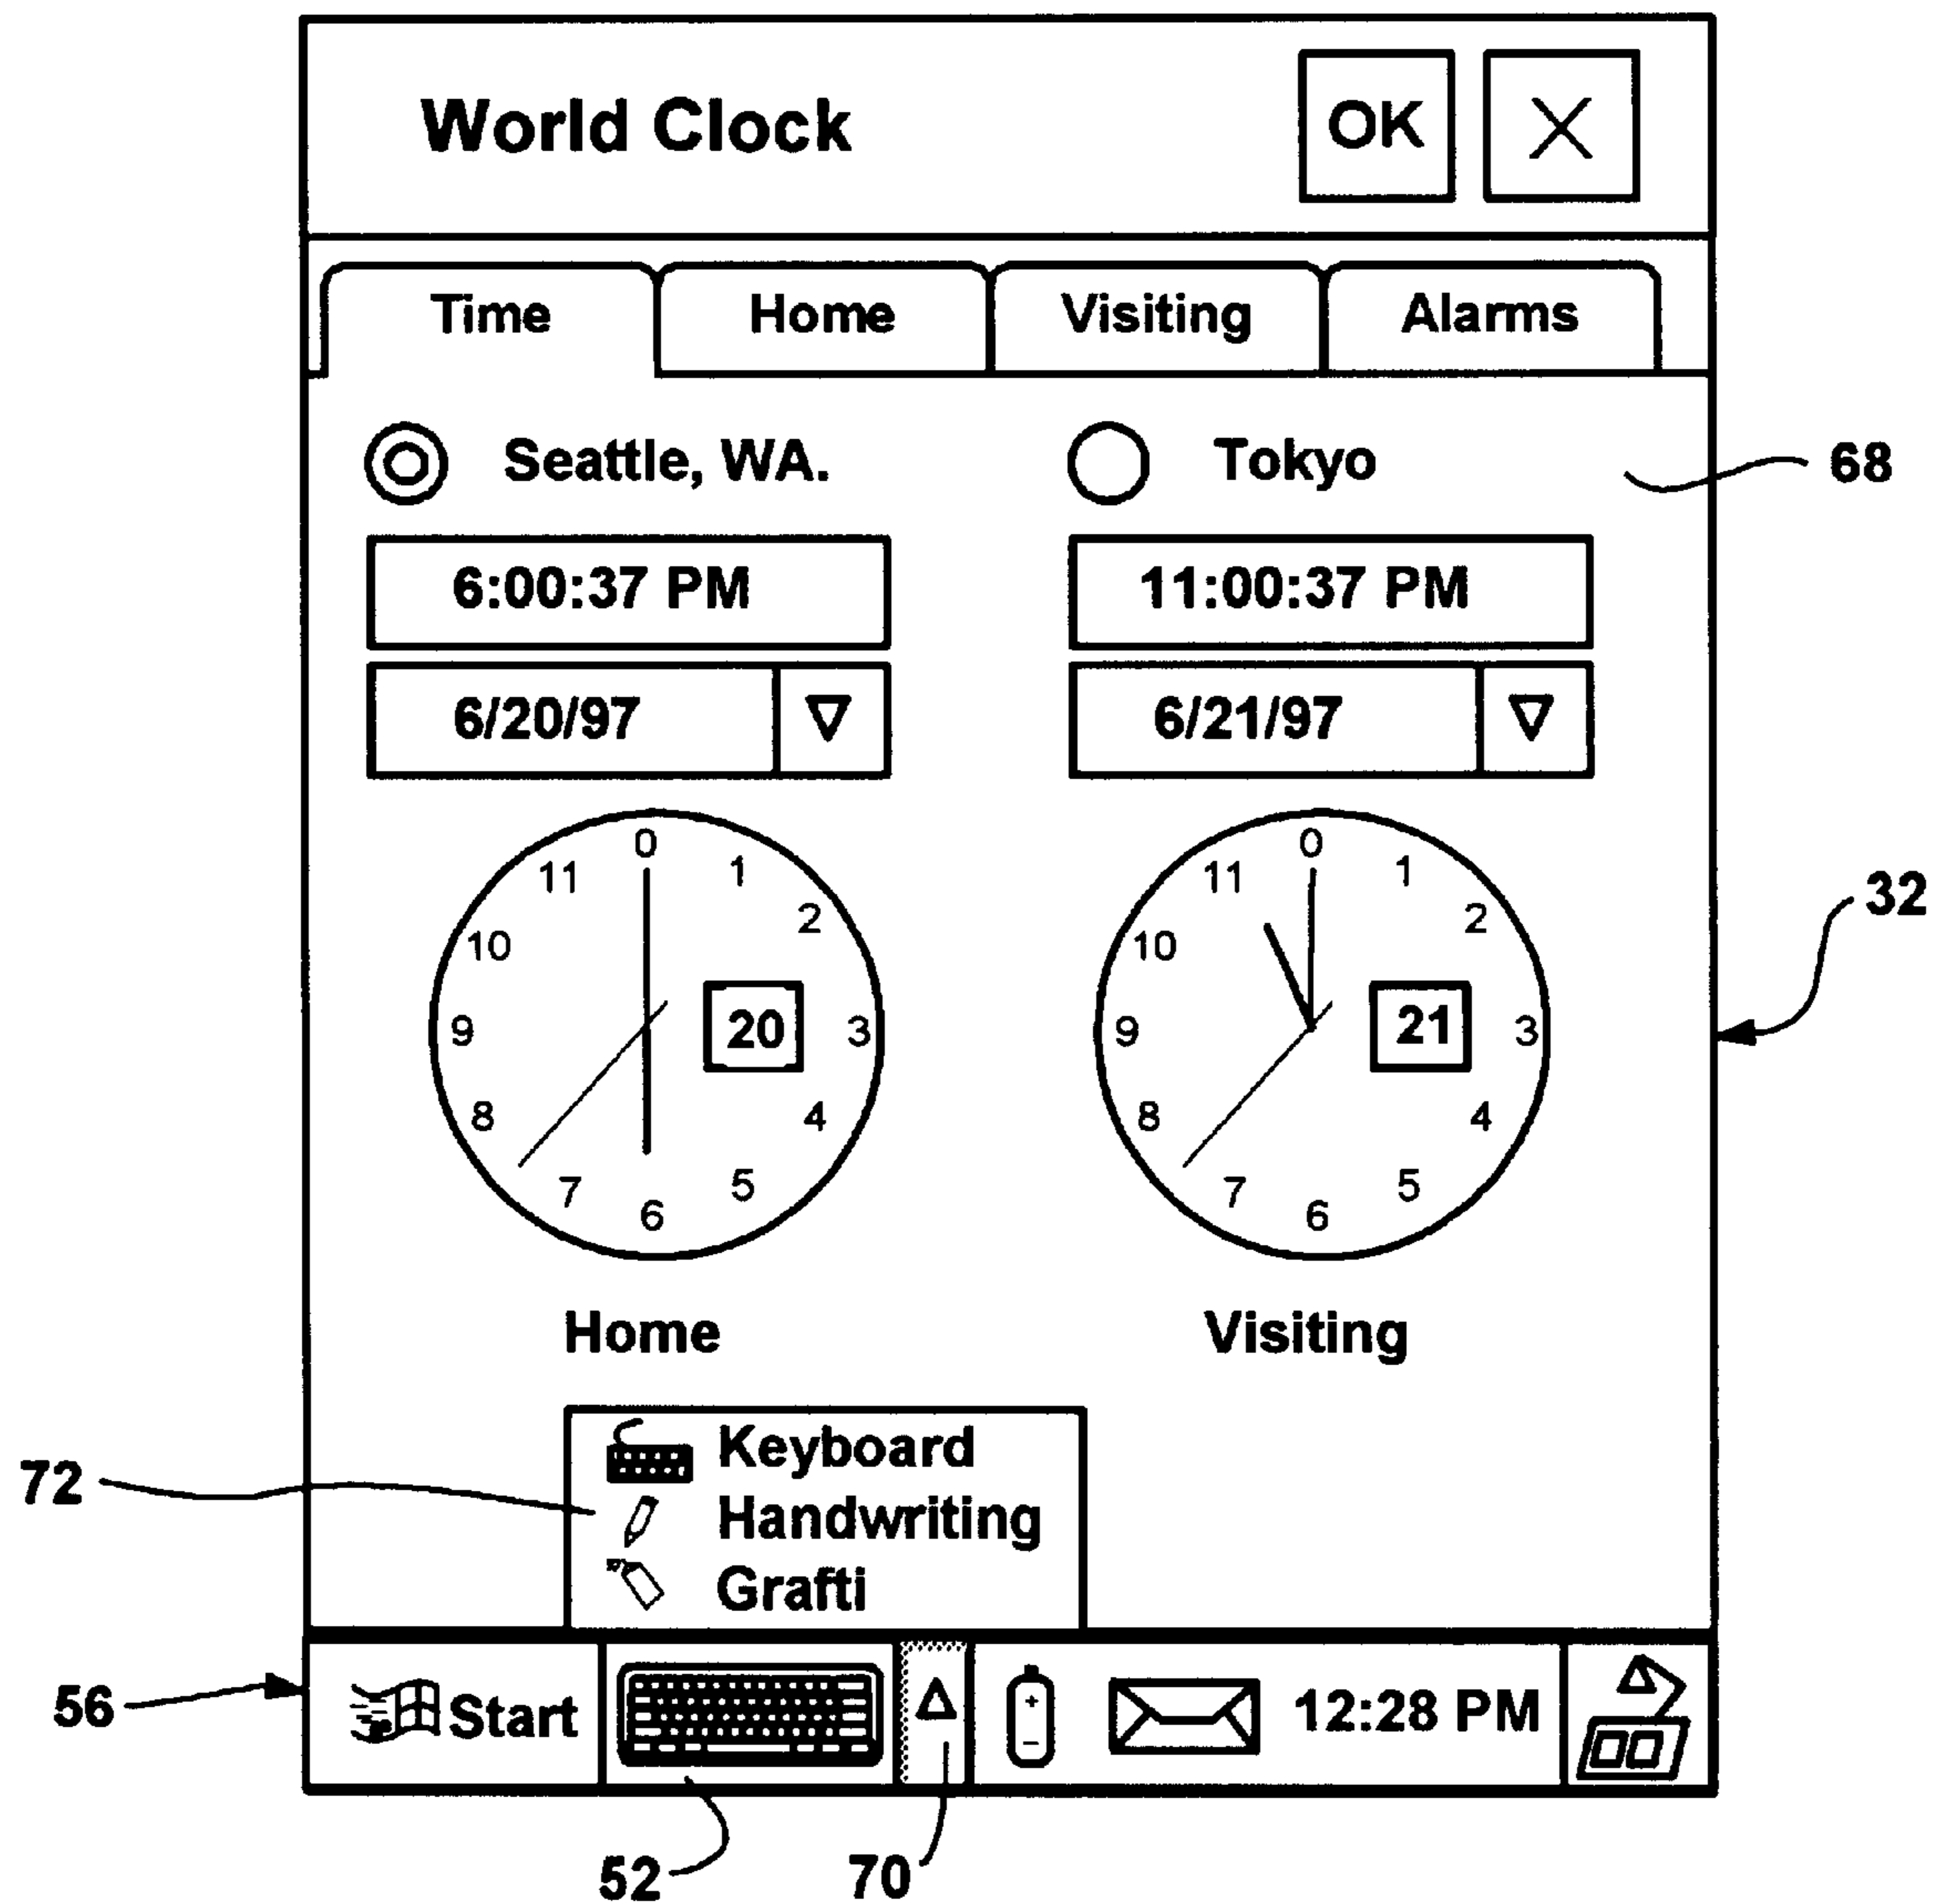 World Clock OK X
Time Home Visiting Alarms
Seattle, WA. Tokyo 68
6:00:37 PM 11:00:37 PM
6/20/97 6/21/97
0 1 2 3 4 5 6 7 8 9 10 11
20
0 1 2 3 4 5 6 7 8 9 10 11
21
32
Home Visiting
72
Keyboard
Handwriting
Grafti
56
Start 12:28 PM
52 70